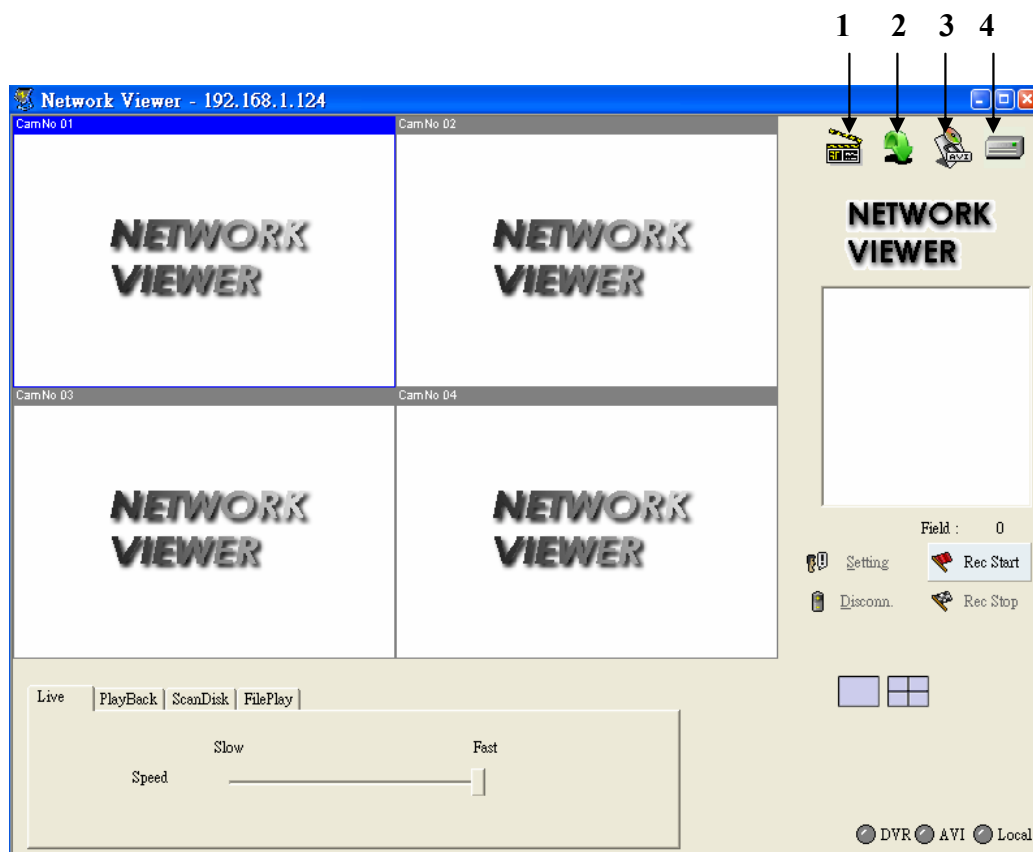 1 2 3 4
Network Viewer - 192.168.1.124
CamNo 01
CamNo 02
AVI
NETWORK
VIEWER
NETWORK
VIEWER
NETWORK
VIEWER
CamNo 03
CamNo 04
NETWORK
VIEWER
NETWORK
VIEWER
Field : 0
Setting
Rec Start
Disconn.
Rec Stop
Live
PlayBack
ScanDisk
FilePlay
Slow
Fast
Speed
DVR
AVI
Local